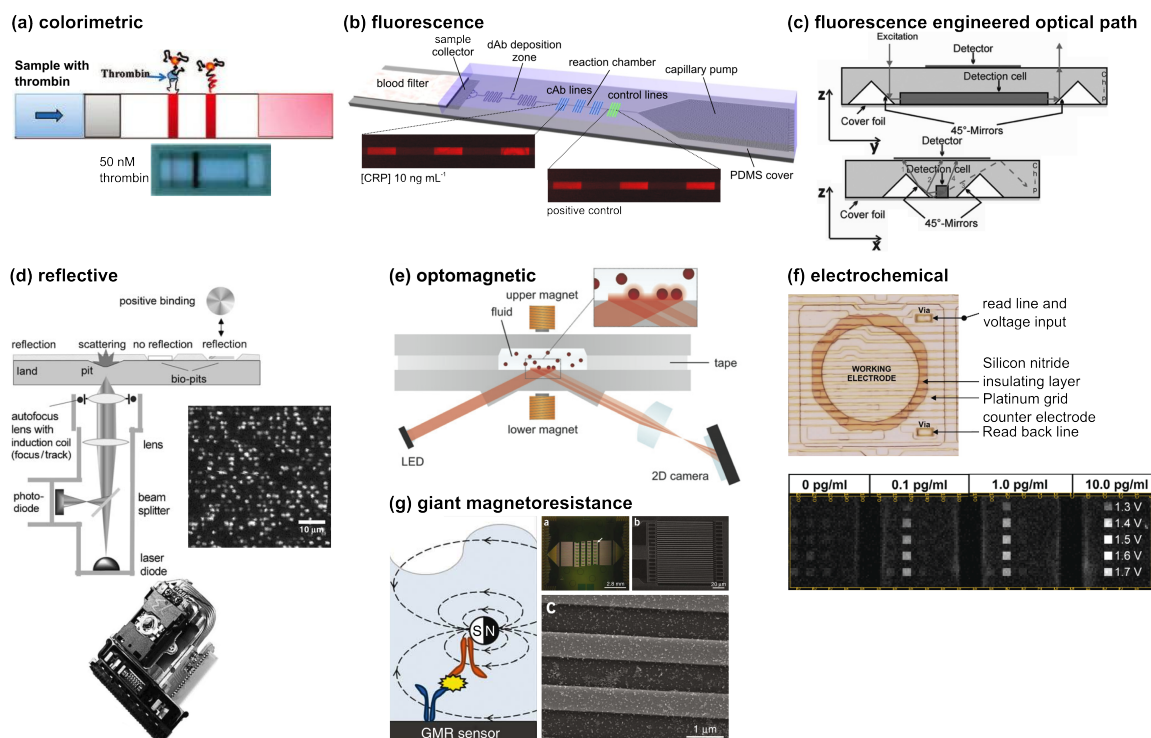 (a) colorimetric
Sample with
thrombin
Thrombin
50 nM
thrombin
(b) fluorescence
sample
collector
dAb deposition
zone
blood filter
cAb lines
reaction chamber
control lines
capillary pump
[CRP] 10 ng mL-1
positive control
PDMS cover
(c) fluorescence engineered optical path
Excitation
Detector
Detection cell
Chip
z
Cover foil
45°-Mirrors
y
Detector
Detection cell
1
2
4
3
Chip
z
Cover foil
45°-Mirrors
x
(d) reflective
positive binding
reflection
scattering
no reflection
reflection
land
pit
bio-pits
autofocus
lens with
induction coil
(focus/track)
lens
photo-
diode
beam
splitter
laser
diode
10 µm
(e) optomagnetic
upper magnet
fluid
tape
lower magnet
LED
2D camera
(f) electrochemical
Via
read line and
voltage input
WORKING
ELECTRODE
Silicon nitride
insulating layer
Platinum grid
counter electrode
Via
Read back line
0 pg/ml
0.1 pg/ml
1.0 pg/ml
10.0 pg/ml
1.3 V
1.4 V
1.5 V
1.6 V
1.7 V
(g) giant magnetoresistance
S N
GMR sensor
a
2.8 mm
b
20 µm
C
1 µm